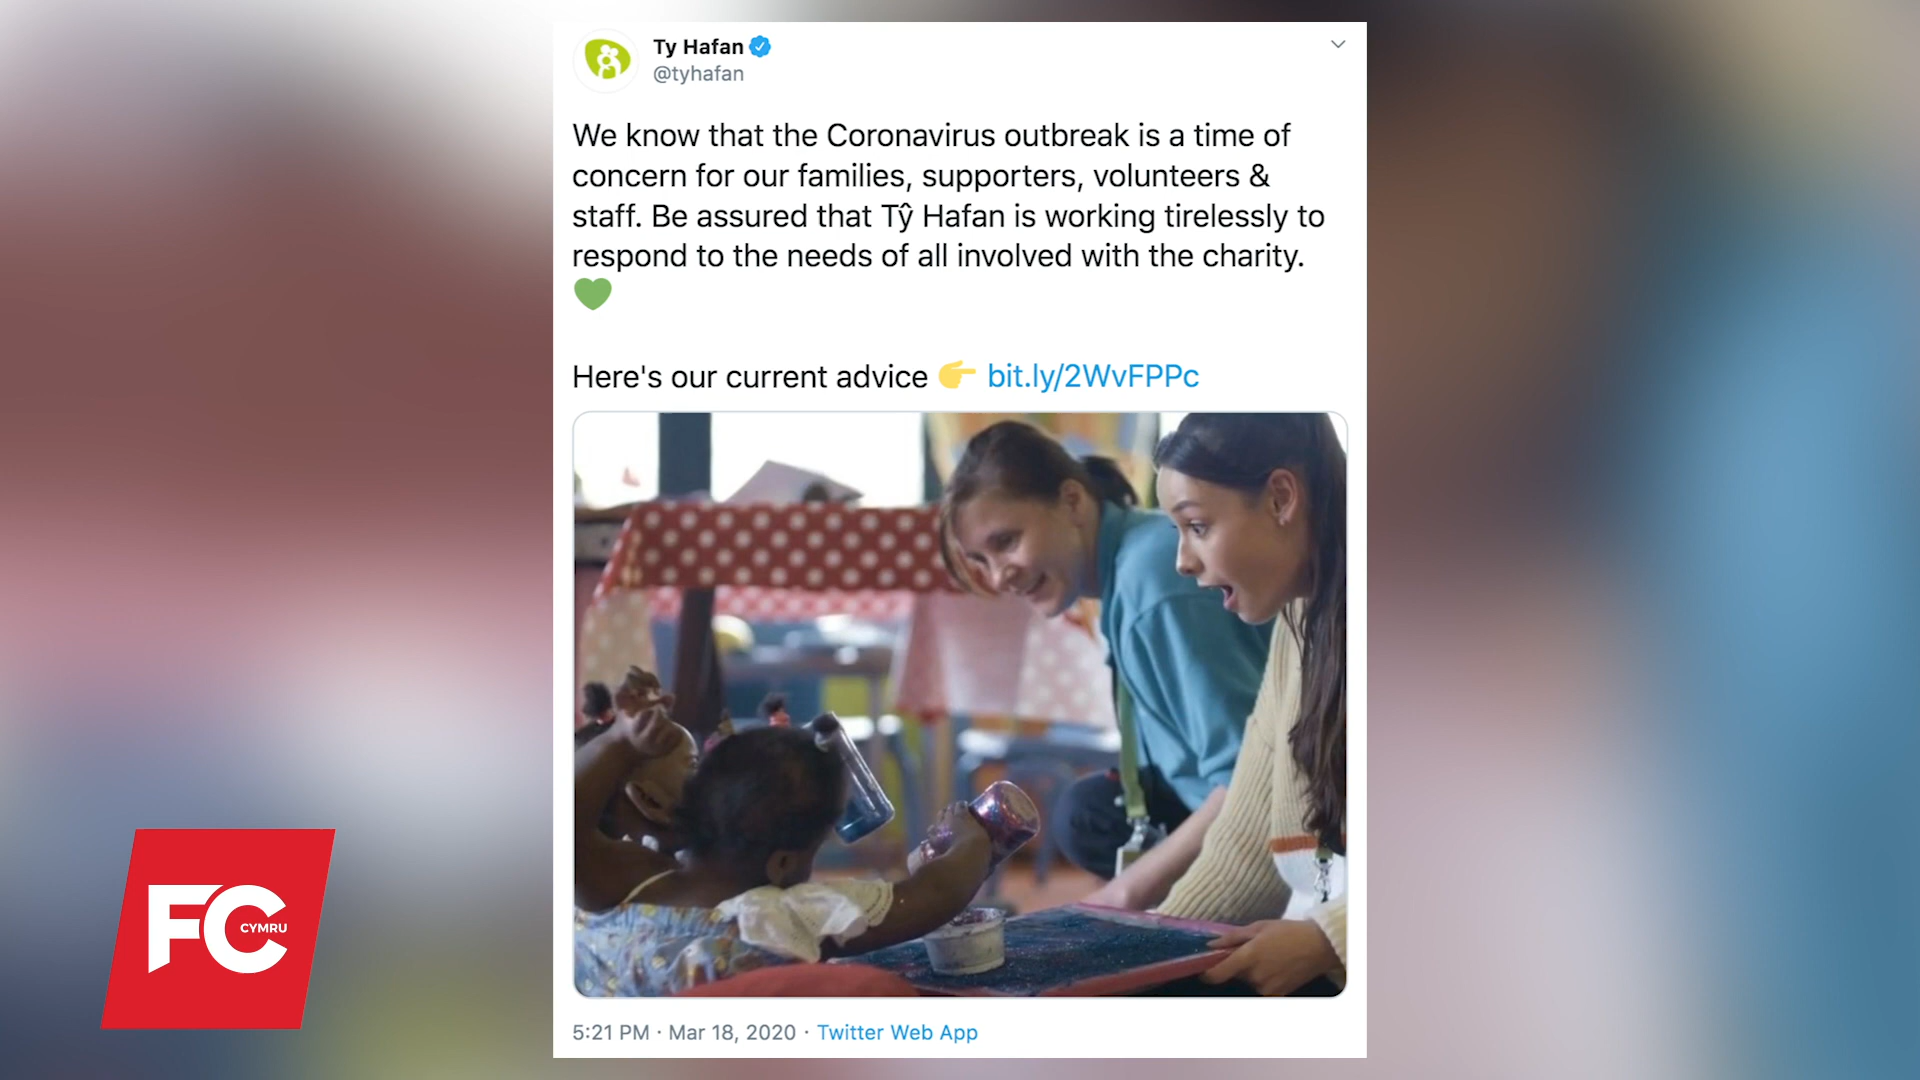 Ty Hafan
@tyhafan
We know that the Coronavirus outbreak is a time of
concern for our families, supporters, volunteers &
staff. Be assured that Tŷ Hafan is working tirelessly to
respond to the needs of all involved with the charity.
💚
Here's our current advice 👉 bit.ly/2WvFPPc
5:21 PM · Mar 18, 2020 · Twitter Web App
FC CYMRU